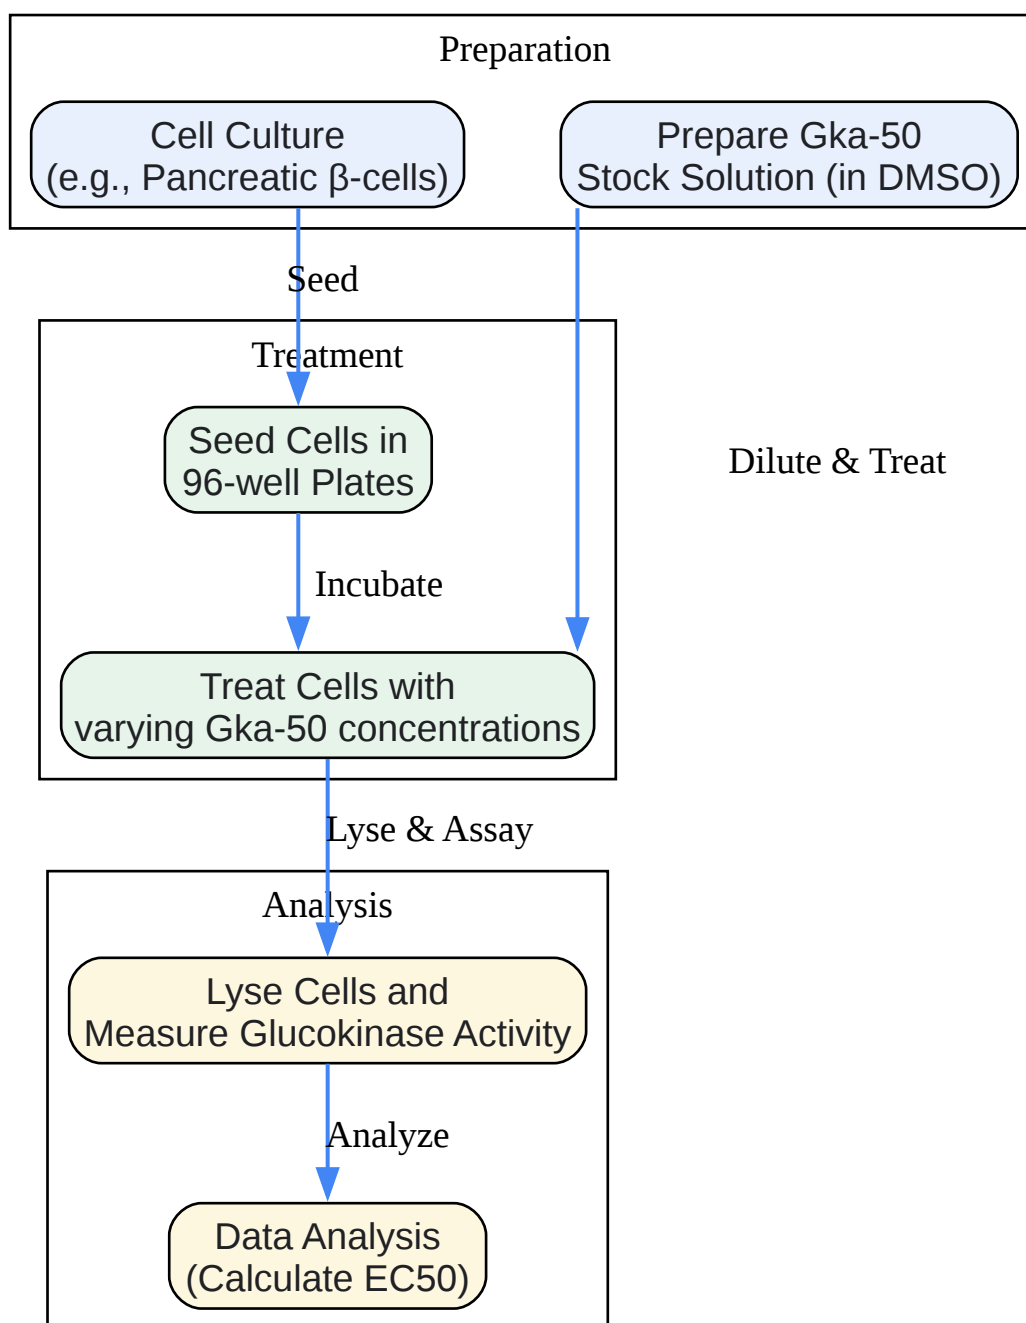 Preparation
Cell Culture
(e.g., Pancreatic β-cells)
Prepare Gka-50
Stock Solution (in DMSO)
Seed
Treatment
Seed Cells in
96-well Plates
Dilute & Treat
Incubate
Treat Cells with
varying Gka-50 concentrations
Lyse & Assay
Analysis
Lyse Cells and
Measure Glucokinase Activity
Analyze
Data Analysis
(Calculate EC50)